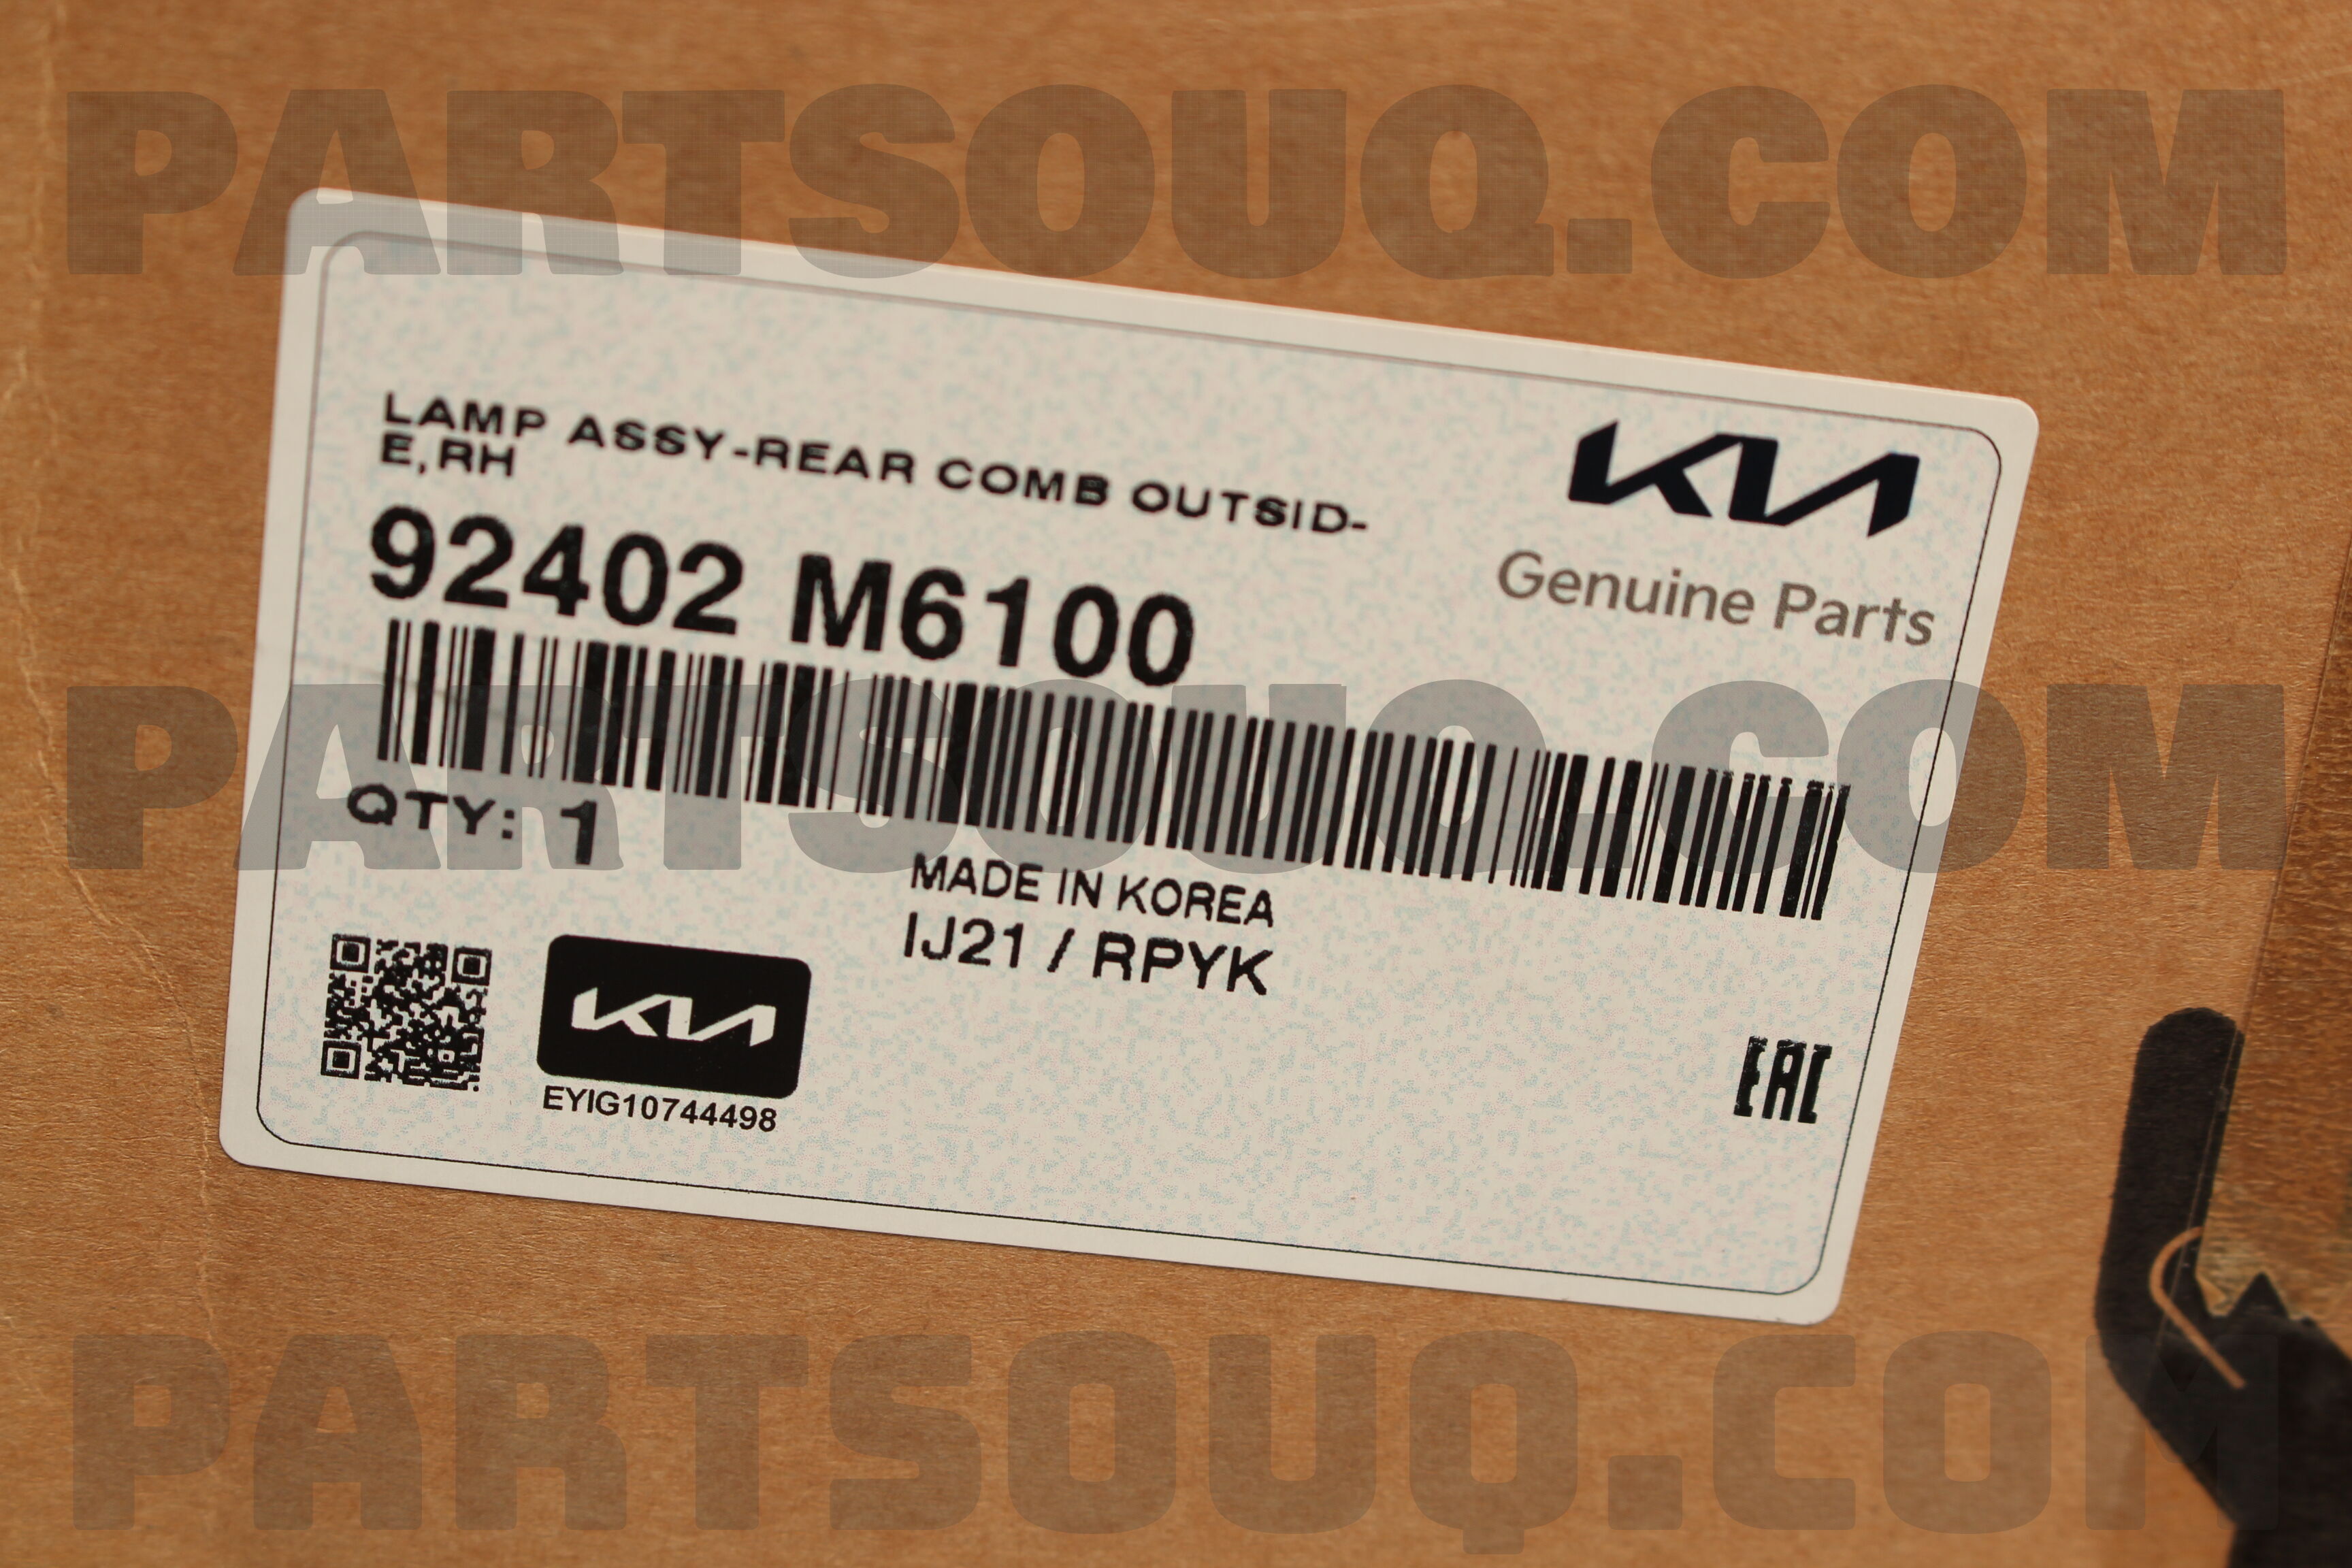 PARTSOUQ.COM
LAMP ASSY-REAR COMB OUTSID-
E,RH
KIA
Genuine Parts
92402 M6100
PARTSOUQ.COM
QTY: 1
MADE IN KOREA
IJ21 / RPYK
KIA
EYIG10744498
EAC
PARTSOUQ.COM